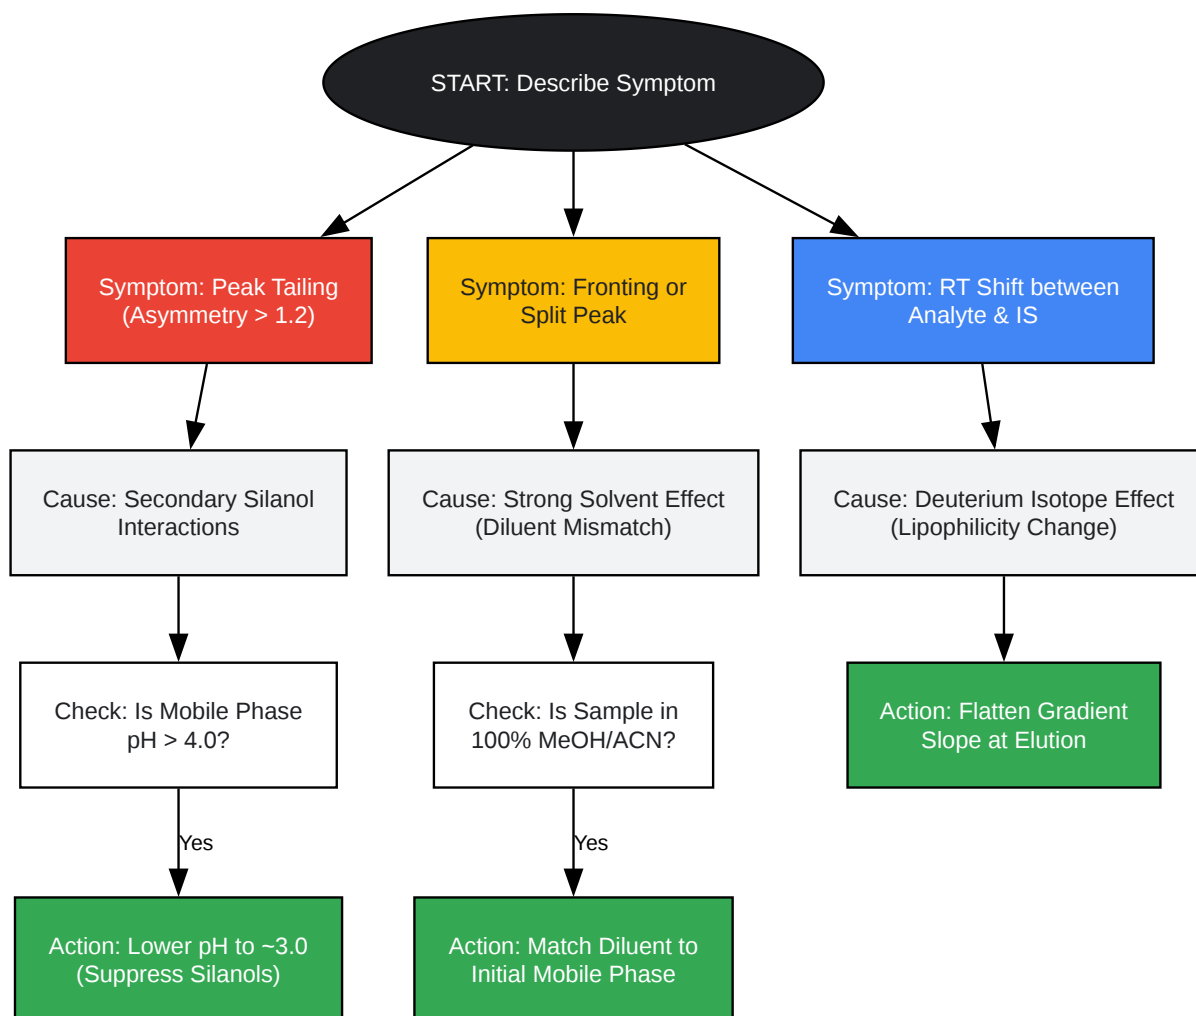 START: Describe Symptom
Symptom: Peak Tailing
(Asymmetry > 1.2)
Symptom: Fronting or
Split Peak
Symptom: RT Shift between
Analyte & IS
Cause: Secondary Silanol
Interactions
Cause: Strong Solvent Effect
(Diluent Mismatch)
Cause: Deuterium Isotope Effect
(Lipophilicity Change)
Check: Is Mobile Phase
pH > 4.0?
Check: Is Sample in
100% MeOH/ACN?
Action: Flatten Gradient
Slope at Elution
Yes
Yes
Action: Lower pH to ~3.0
(Suppress Silanols)
Action: Match Diluent to
Initial Mobile Phase